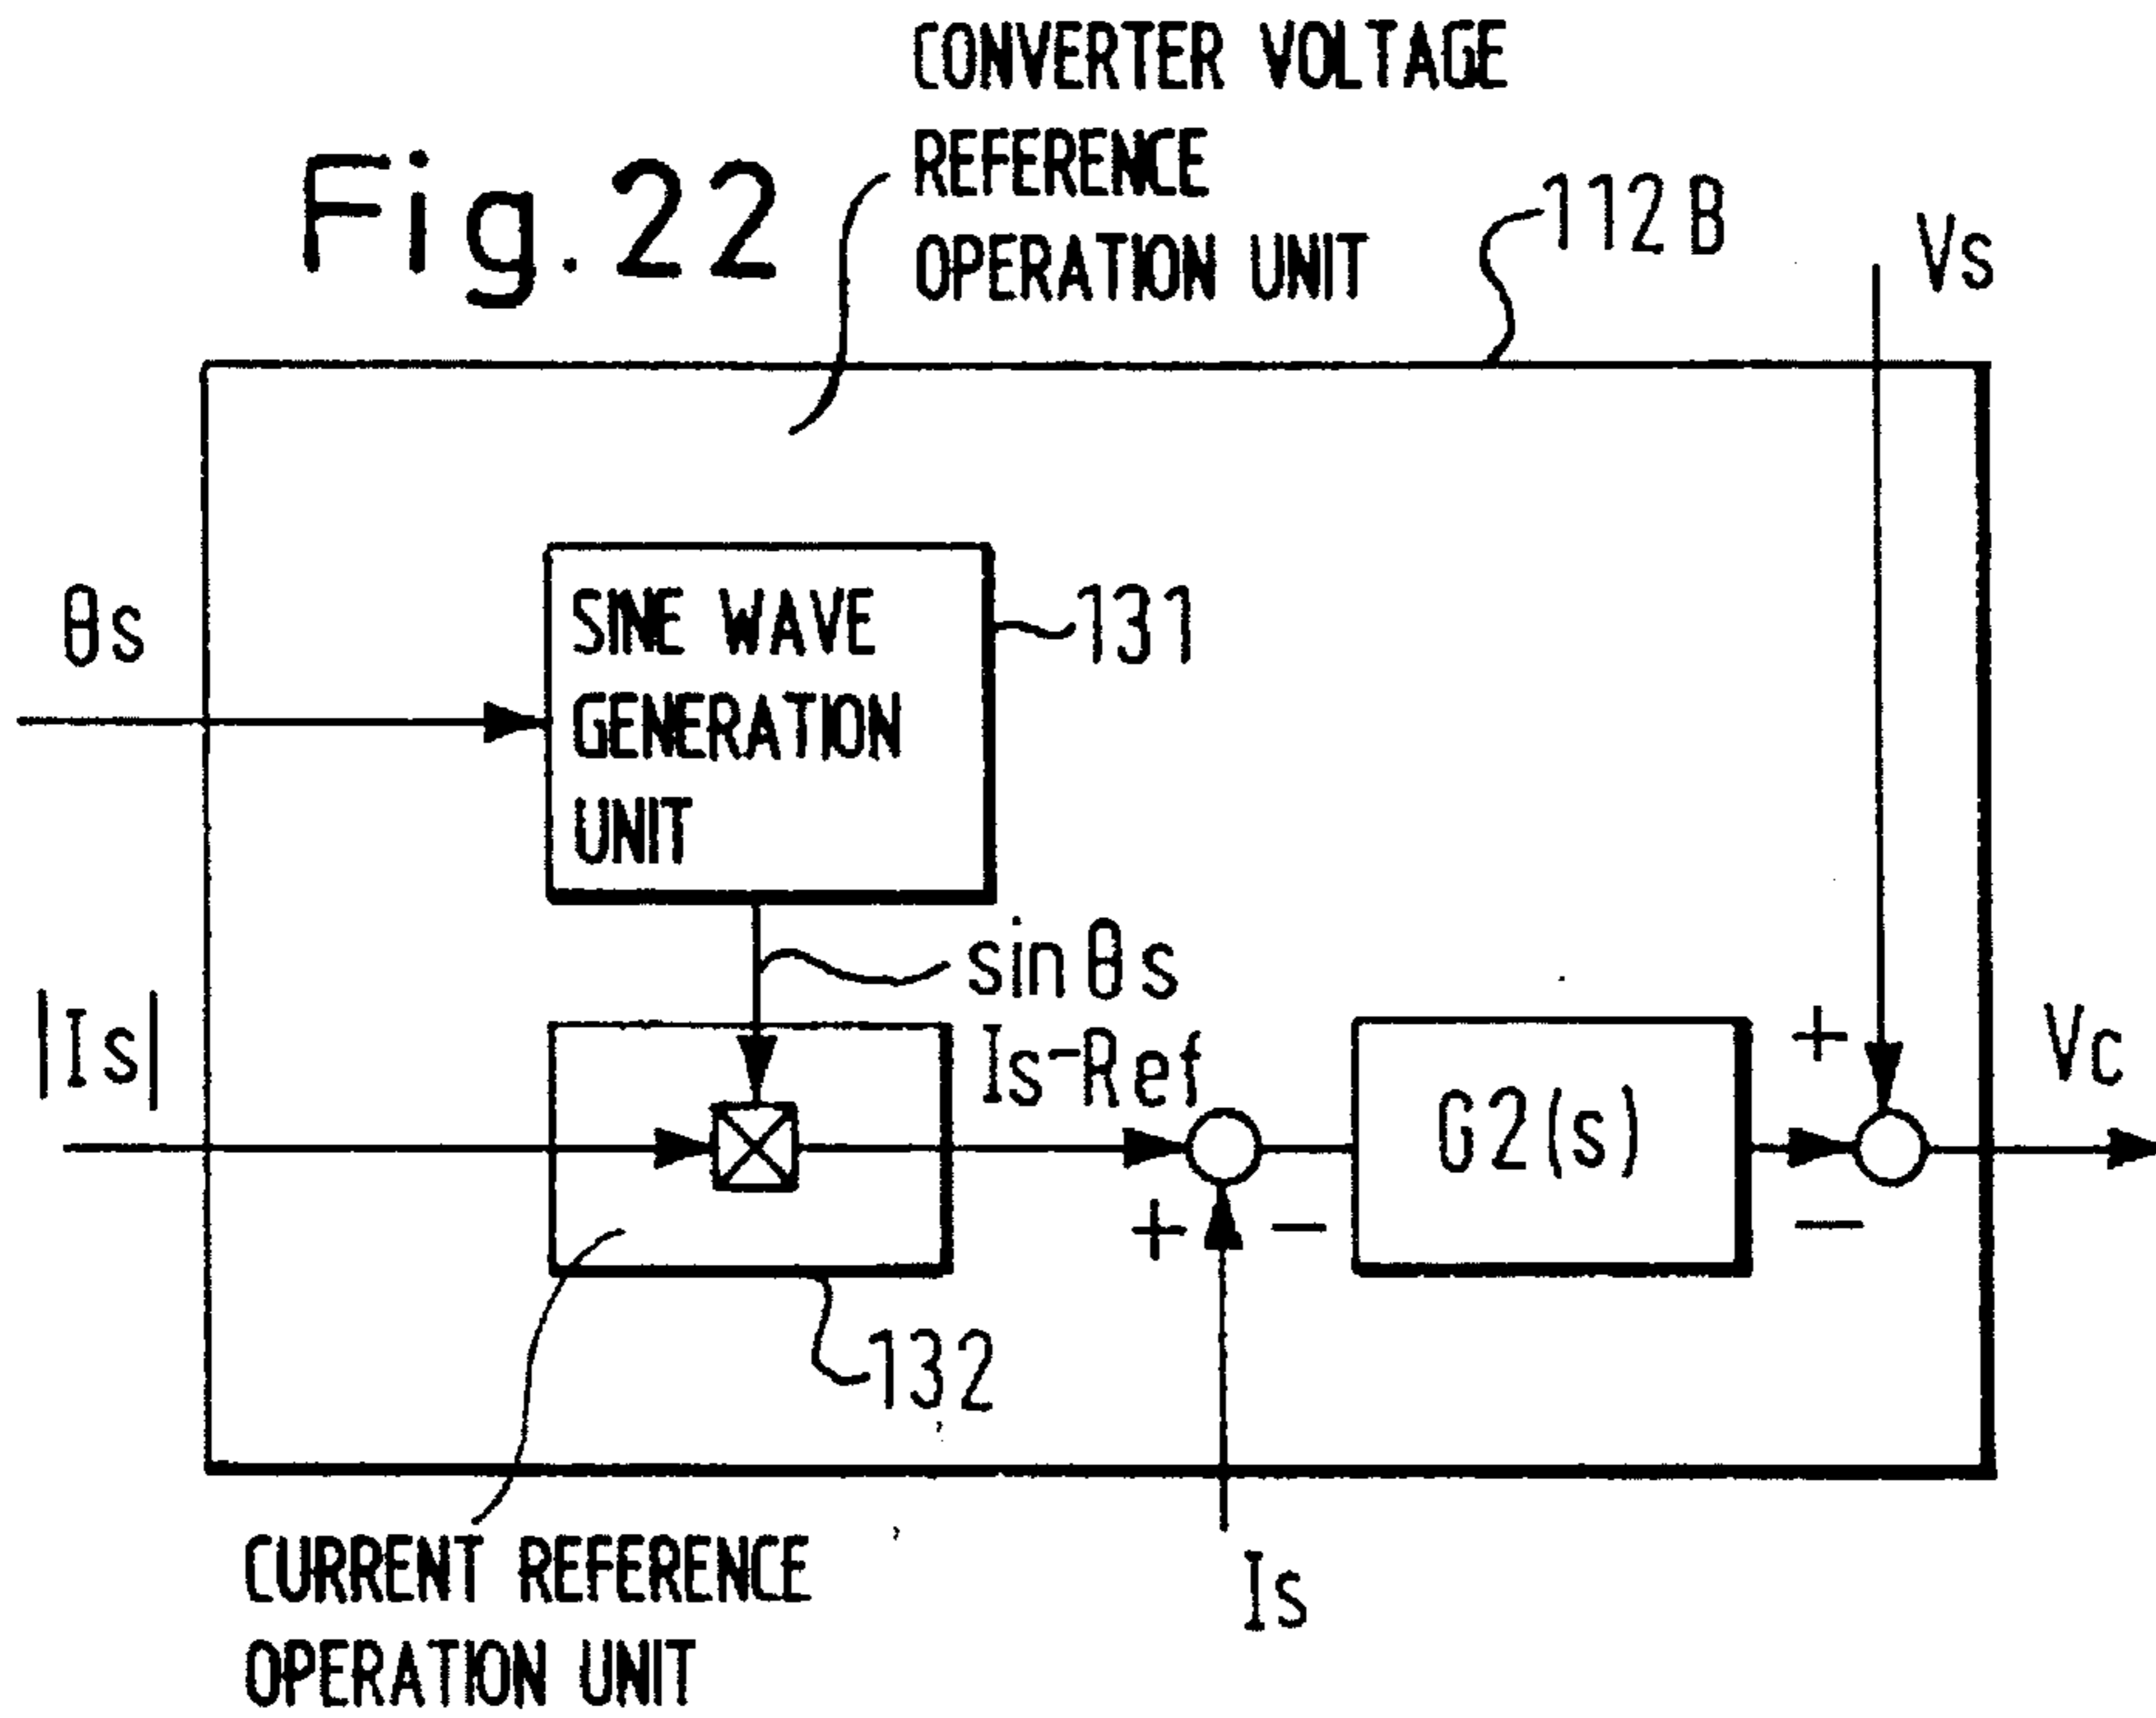 Fig. 22
CONVERTER VOLTAGE
REFERENCE
OPERATION UNIT
112B
Vs
θs
SINE WAVE
GENERATION
UNIT
131
sin θs
|Is|
Is-Ref
+
-
G2(s)
+
-
Vc
132
CURRENT REFERENCE
OPERATION UNIT
Is